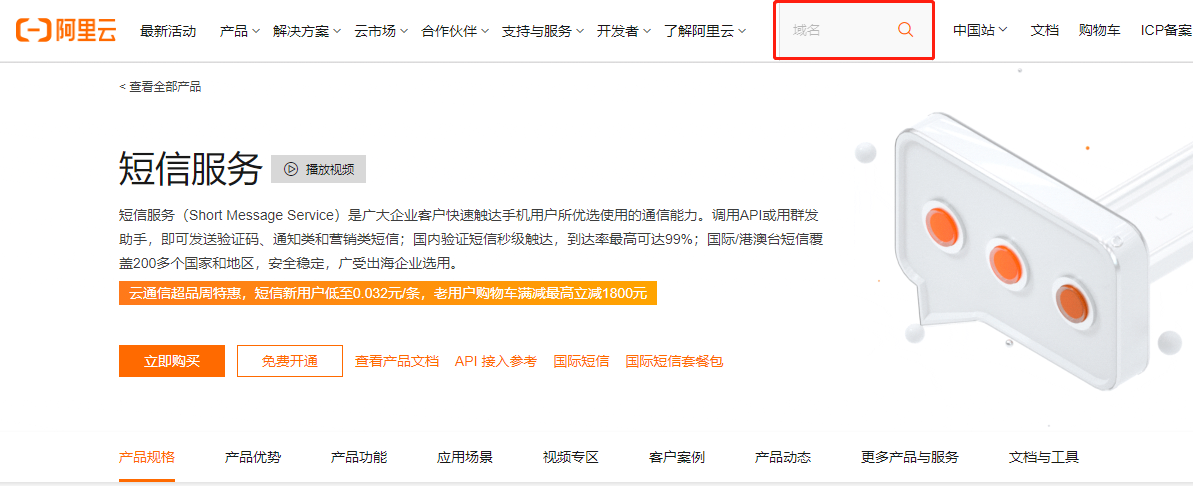 阿里云 最新活动 产品 解决方案 云市场 合作伙伴 支持与服务 开发者 了解阿里云 域名 中国站 文档 购物车 ICP备案
< 查看全部产品
短信服务 播放视频
短信服务（Short Message Service）是广大企业客户快速触达手机用户所优选使用的通信能力。调用API或用群发
助手，即可发送验证码、通知类和营销类短信；国内验证短信秒级触达，到达率最高可达99%；国际/港澳台短信覆
盖200多个国家和地区，安全稳定，广受出海企业选用。
云通信超品周特惠，短信新用户低至0.032元/条，老用户购物车满减最高立减1800元
立即购买 免费开通 查看产品文档 API 接入参考 国际短信 国际短信套餐包
产品规格 产品优势 产品功能 应用场景 视频专区 客户案例 产品动态 更多产品与服务 文档与工具